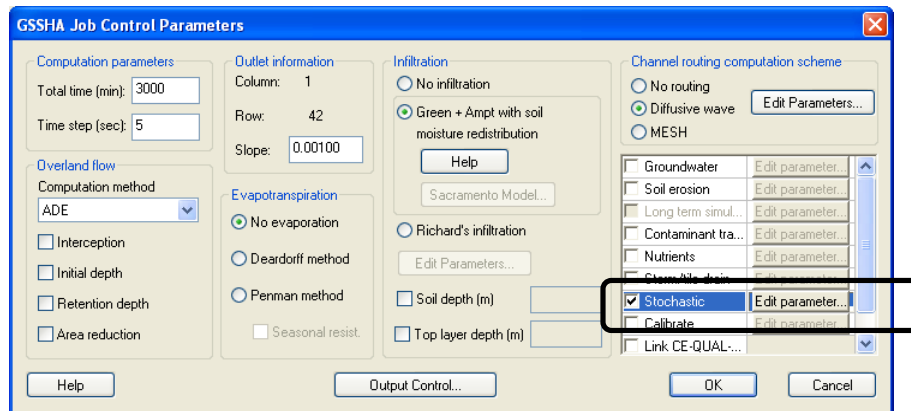 GSSHA Job Control Parameters
Computation parameters
Total time (min): 3000
Time step (sec): 5
Overland flow
Computation method
ADE
Interception
Initial depth
Retention depth
Area reduction
Outlet information
Column: 1
Row: 42
Slope: 0.00100
Evapotranspiration
No evaporation
Deardorff method
Penman method
Seasonal resist.
Infiltration
No infiltration
Green + Ampt with soil
moisture redistribution
Help
Sacramento Model...
Richard's infiltration
Edit Parameters...
Soil depth (m)
Top layer depth (m)
Channel routing computation scheme
No routing
Diffusive wave
MESH
Edit Parameters...
Groundwater Edit parameter...
Soil erosion Edit parameter...
Long term simul... Edit parameter...
Contaminant tra... Edit parameter...
Nutrients Edit parameter...
Storm/tile drain Edit parameter...
Stochastic Edit parameter...
Calibrate Edit parameter...
Link CE-QUAL-...
Help
Output Control...
OK
Cancel